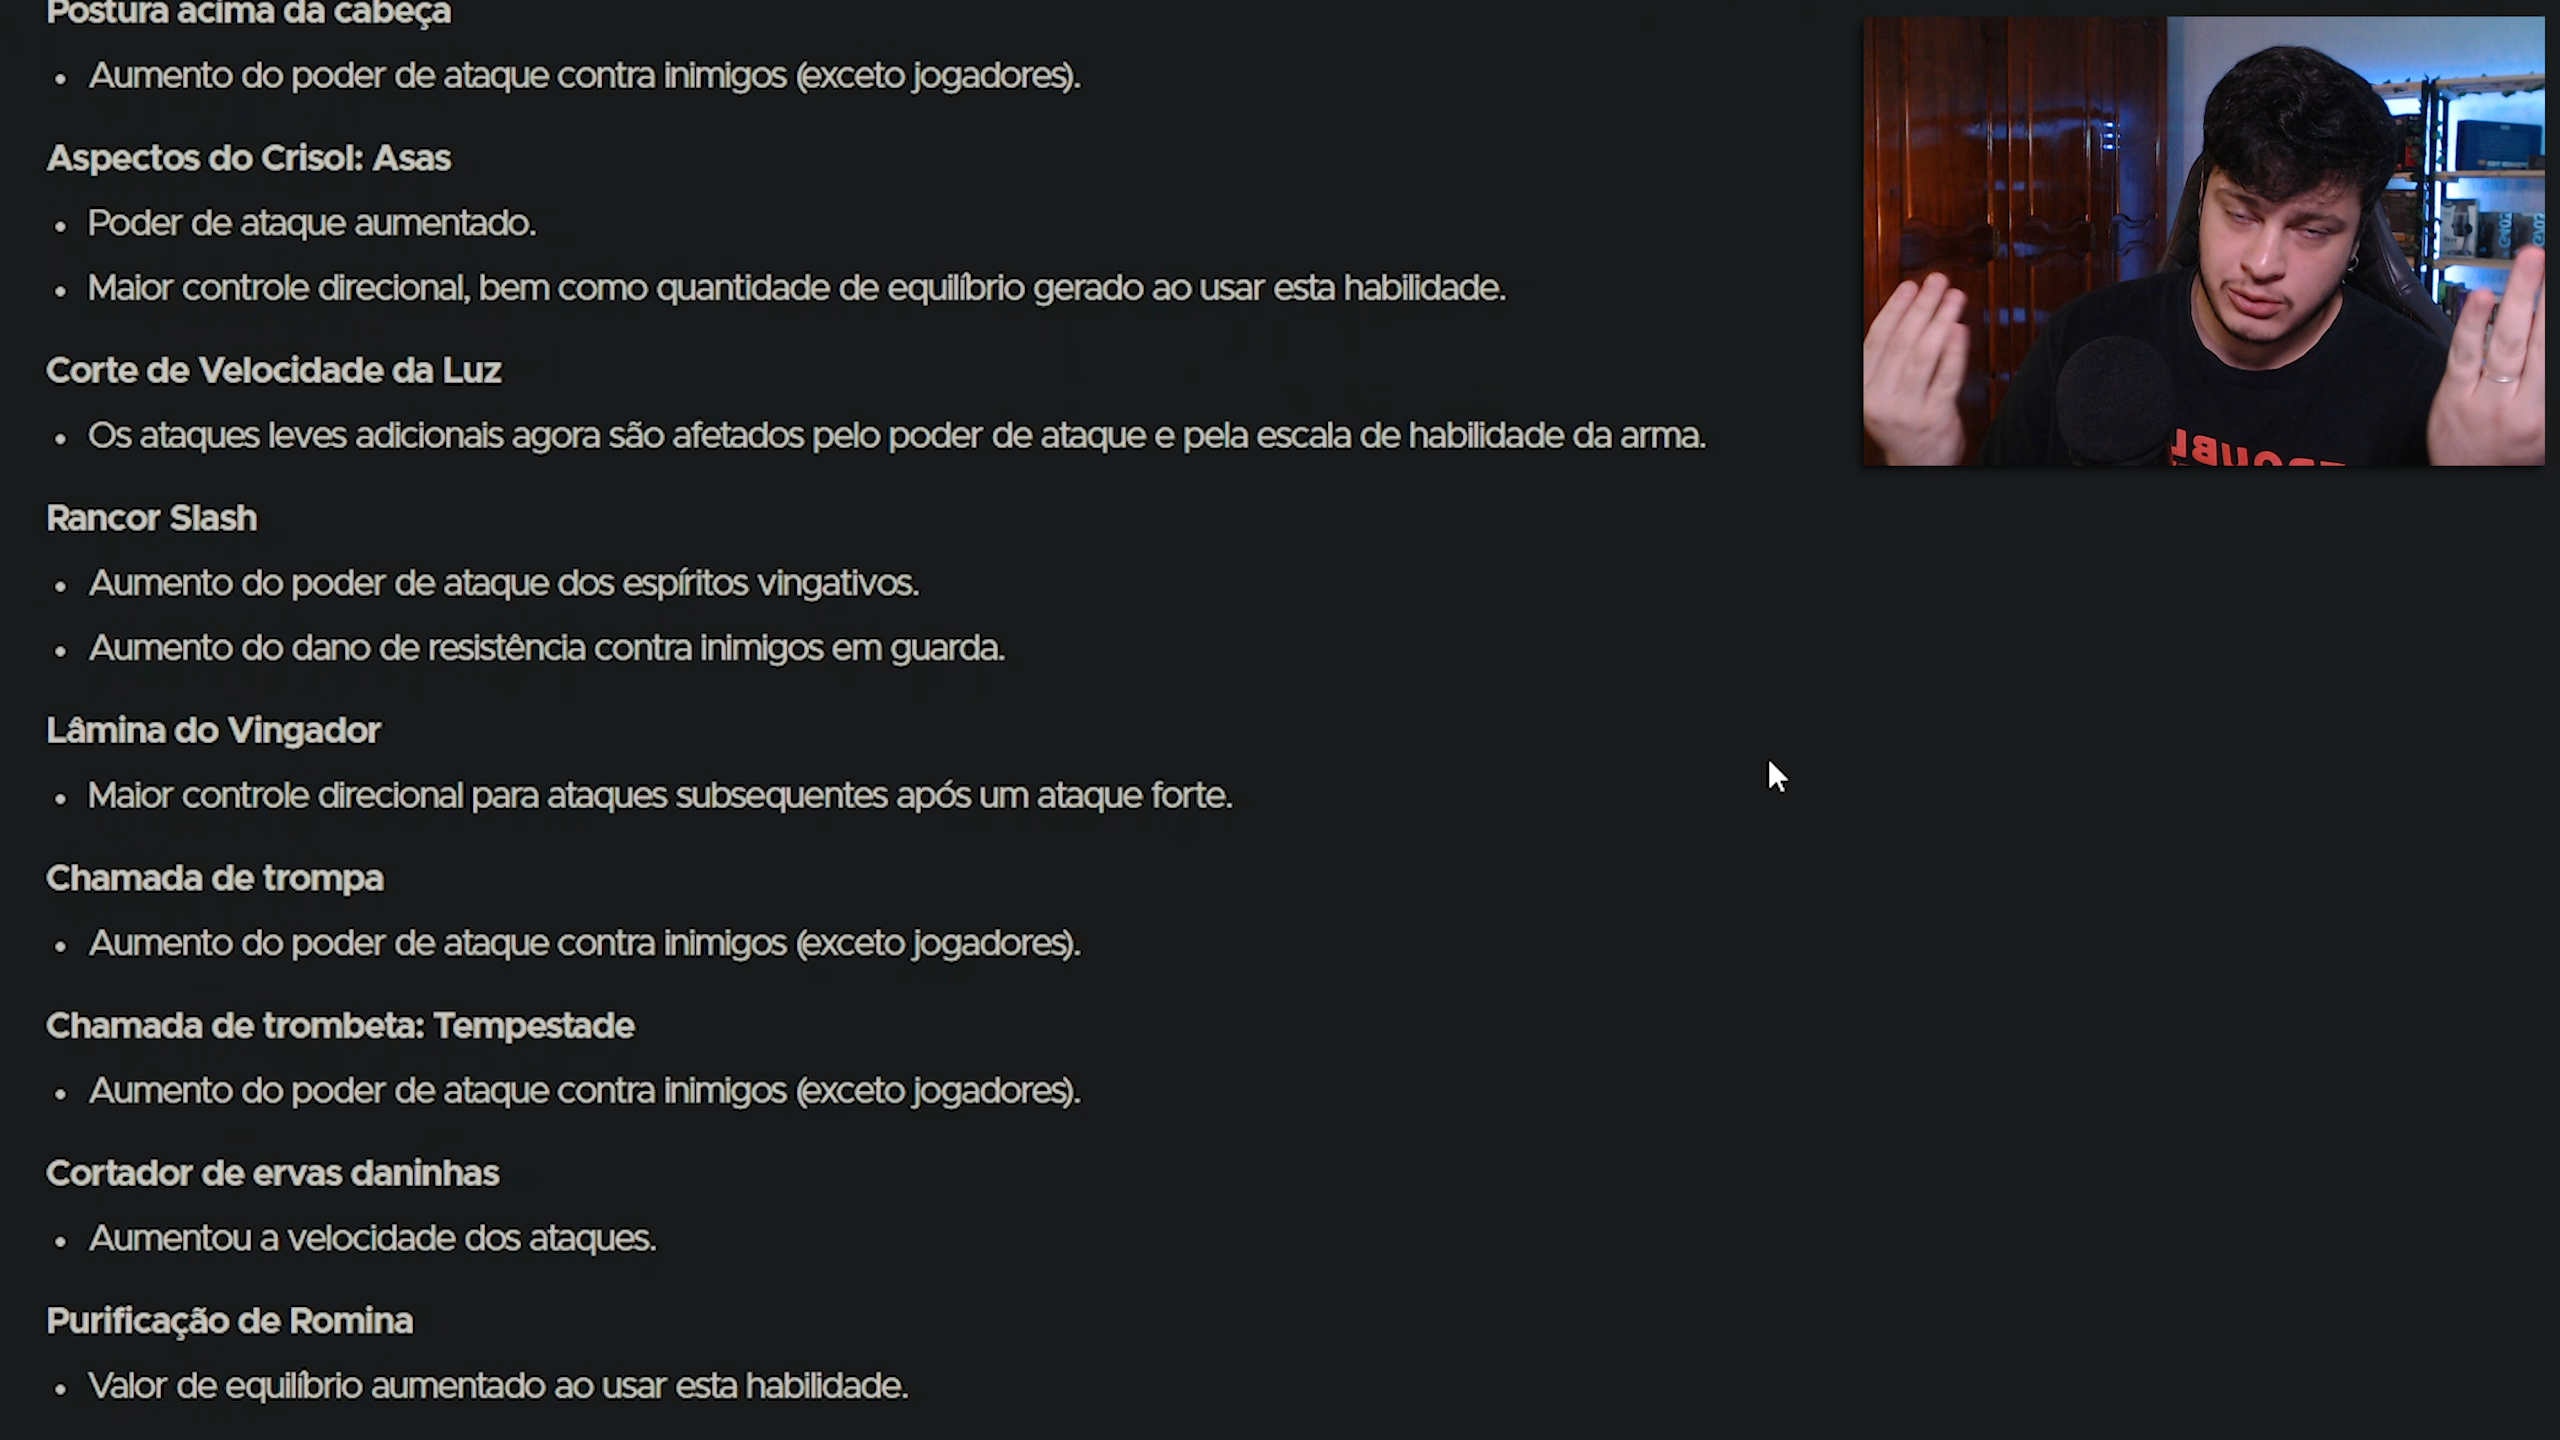 Postura acima da cabeça
• Aumento do poder de ataque contra inimigos (exceto jogadores).
Aspectos do Crisol: Asas
• Poder de ataque aumentado.
• Maior controle direcional, bem como quantidade de equilíbrio gerado ao usar esta habilidade.
Corte de Velocidade da Luz
• Os ataques leves adicionais agora são afetados pelo poder de ataque e pela escala de habilidade da arma.
Rancor Slash
• Aumento do poder de ataque dos espíritos vingativos.
• Aumento do dano de resistência contra inimigos em guarda.
Lâmina do Vingador
• Maior controle direcional para ataques subsequentes após um ataque forte.
Chamada de trompa
• Aumento do poder de ataque contra inimigos (exceto jogadores).
Chamada de trombeta: Tempestade
• Aumento do poder de ataque contra inimigos (exceto jogadores).
Cortador de ervas daninhas
• Aumentou a velocidade dos ataques.
Purificação de Romina
• Valor de equilíbrio aumentado ao usar esta habilidade.